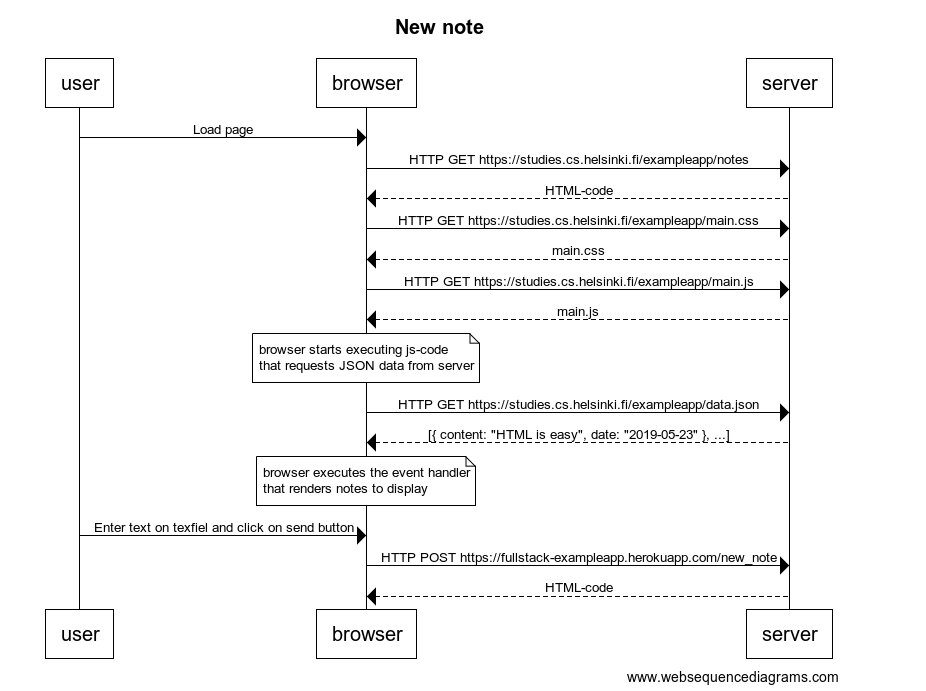 New note
user
browser
server
Load page
HTTP GET https://studies.cs.helsinki.fi/exampleapp/notes
HTML-code
HTTP GET https://studies.cs.helsinki.fi/exampleapp/main.css
main.css
HTTP GET https://studies.cs.helsinki.fi/exampleapp/main.js
main.js
browser starts executing js-code
that requests JSON data from server
HTTP GET https://studies.cs.helsinki.fi/exampleapp/data.json
[{ content: "HTML is easy", date: "2019-05-23" }, ...]
browser executes the event handler
that renders notes to display
Enter text on texfiel and click on send button
HTTP POST https://fullstack-exampleapp.herokuapp.com/new_note
HTML-code
user
browser
server
www.websequencediagrams.com